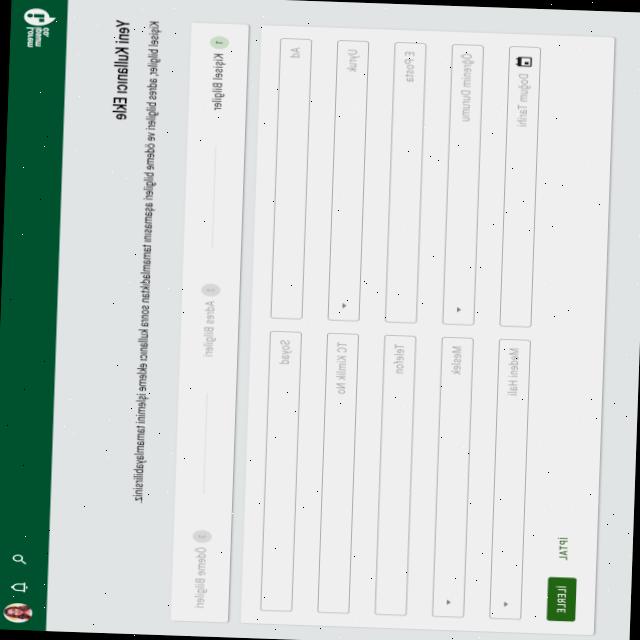 Yeni Kullanıcı Ekle
Kişisel bilgiler, adres bilgileri ve ödeme bilgileri aşamasını tamamladıktan sonra kullanıcı ekleme işlemini tamamlayabilirsiniz.
1 Kişisel Bilgiler
2 Adres Bilgileri
3 Ödeme Bilgileri
Ad
Soyad
Uyruk
TC Kimlik No
E-posta
Telefon
Öğrenim Durumu
Meslek
Doğum Tarihi
Medeni Hali
İPTAL
İLERLE